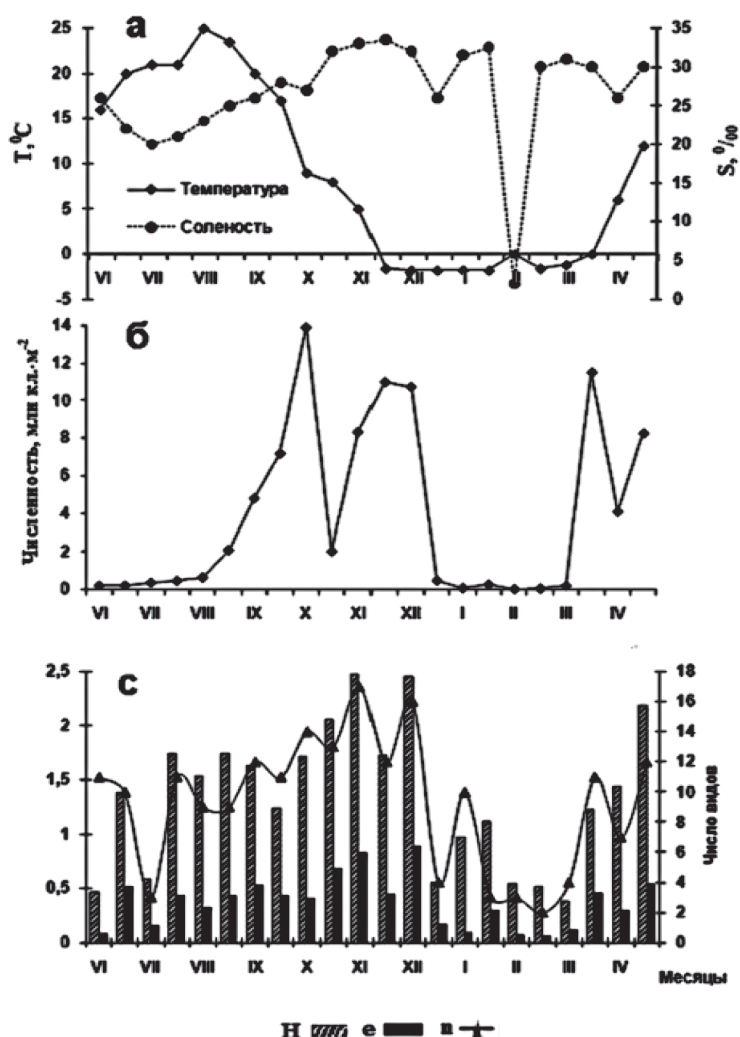 а
25
20
15
10
5
0
-5
T,⁰C
35
30
25
20
15
10
5
0
S, ⁰/₀₀
Температура
Соленость
VI VII VIII IX X XI XII I II III IV
б
14
12
10
8
6
4
2
0
Численность, млн кл.·м⁻²
VI VII VIII IX X XI XII I II III IV
с
2,5
2
1,5
1
0,5
0
18
16
14
12
10
8
6
4
2
0
Число видов
VI VII VIII IX X XI XII I II III IV
Месяцы
H e n